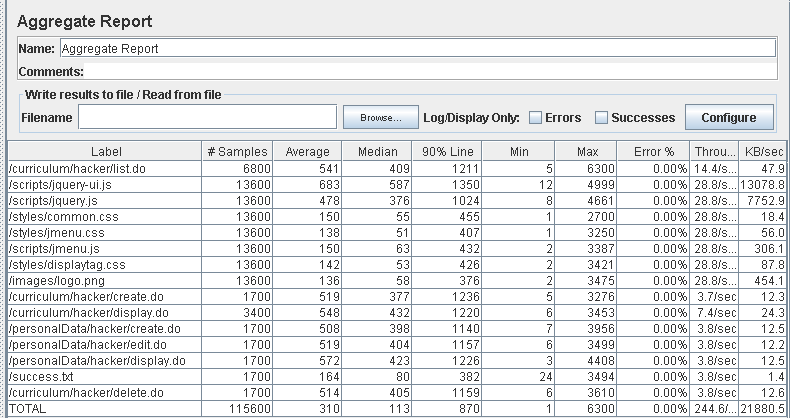 Aggregate Report
Name: Aggregate Report
Comments:
Write results to file / Read from file
Filename Browse... Log/Display Only: Errors Successes Configure
Label # Samples Average Median 90% Line Min Max Error % Throu... KB/sec
/curriculum/hacker/list.do 6800 541 409 1211 5 6300 0.00% 14.4/s... 47.9
/scripts/jquery-ui.js 13600 683 587 1350 12 4999 0.00% 28.8/s... 13078.8
/scripts/jquery.js 13600 478 376 1024 8 4661 0.00% 28.8/s... 7752.9
/styles/common.css 13600 150 55 455 1 2700 0.00% 28.8/s... 18.4
/styles/jmenu.css 13600 138 51 407 1 3250 0.00% 28.8/s... 56.0
/scripts/jmenu.js 13600 150 63 432 2 3387 0.00% 28.8/s... 306.1
/styles/displaytag.css 13600 142 53 426 2 3421 0.00% 28.8/s... 87.8
/images/logo.png 13600 136 58 376 2 3475 0.00% 28.8/s... 454.1
/curriculum/hacker/create.do 1700 519 377 1236 5 3276 0.00% 3.7/sec 12.3
/curriculum/hacker/display.do 3400 548 432 1220 6 3453 0.00% 7.4/sec 24.3
/personalData/hacker/create.do 1700 508 398 1140 7 3956 0.00% 3.8/sec 12.5
/personalData/hacker/edit.do 1700 519 404 1157 6 3499 0.00% 3.8/sec 12.2
/personalData/hacker/display.do 1700 572 423 1226 3 4408 0.00% 3.8/sec 12.5
/success.txt 1700 164 80 382 24 3494 0.00% 3.8/sec 1.4
/curriculum/hacker/delete.do 1700 514 405 1159 6 3610 0.00% 3.8/sec 12.6
TOTAL 115600 310 113 870 1 6300 0.00% 244.6/... 21880.5